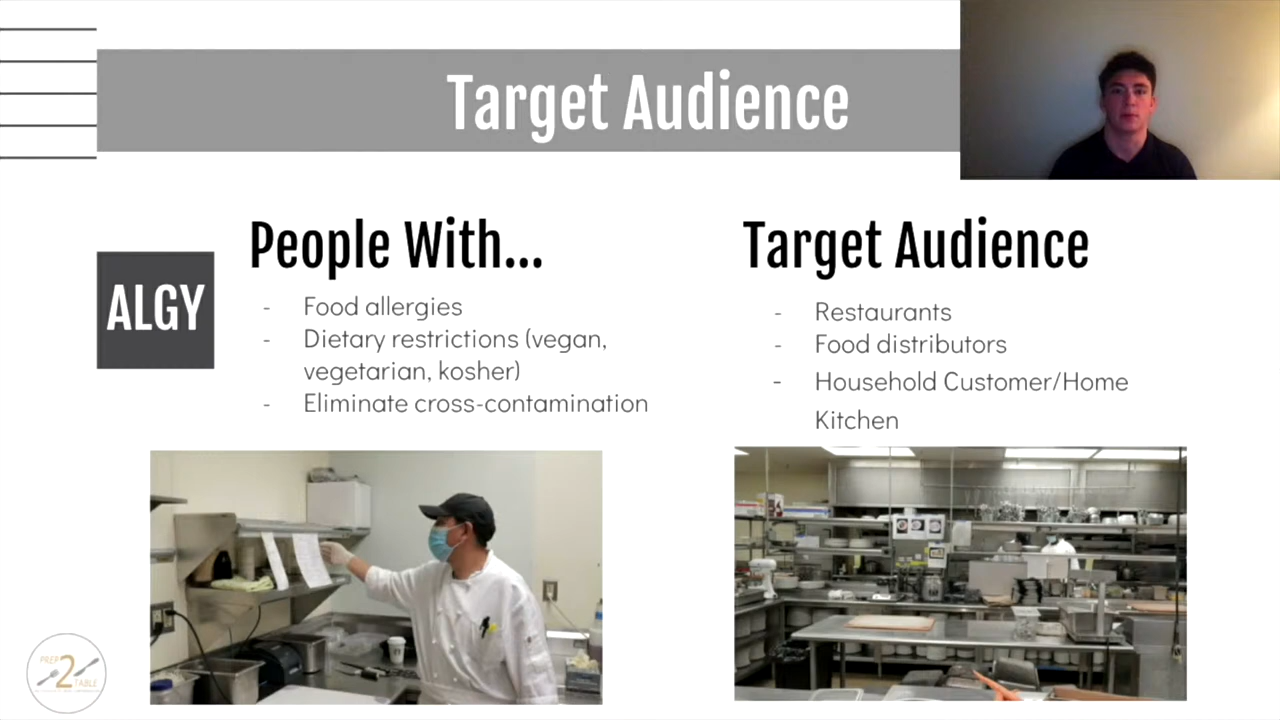 Target Audience
ALGY
People With...
- Food allergies
- Dietary restrictions (vegan,
vegetarian, kosher)
- Eliminate cross-contamination
Target Audience
- Restaurants
- Food distributors
- Household Customer/Home
Kitchen
PREP
2
TABLE